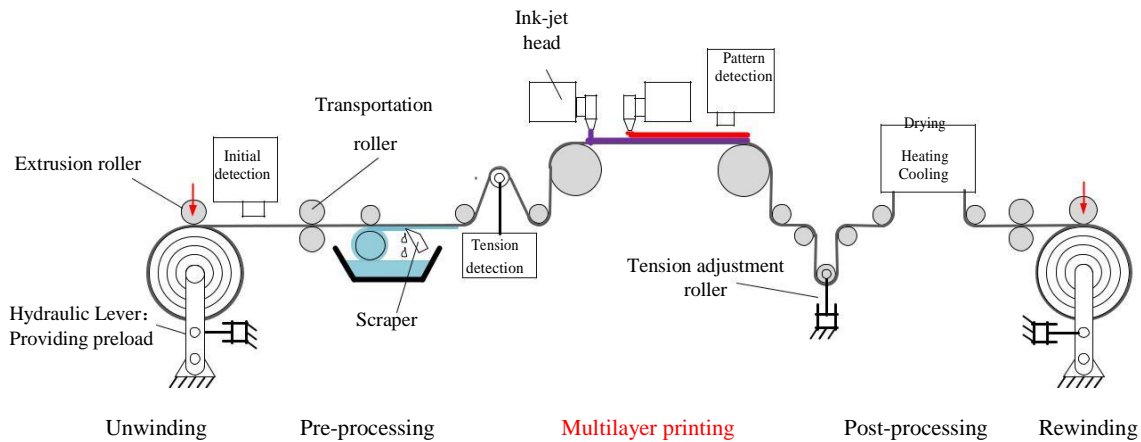 Ink-jet
head
Pattern
detection
Transportation
roller
Drying
Heating
Cooling
Initial
detection
Extrusion roller
Tension
detection
Tension adjustment
roller
Scraper
Hydraulic Lever：
Providing preload
Unwinding
Pre-processing
Multilayer printing
Post-processing
Rewinding